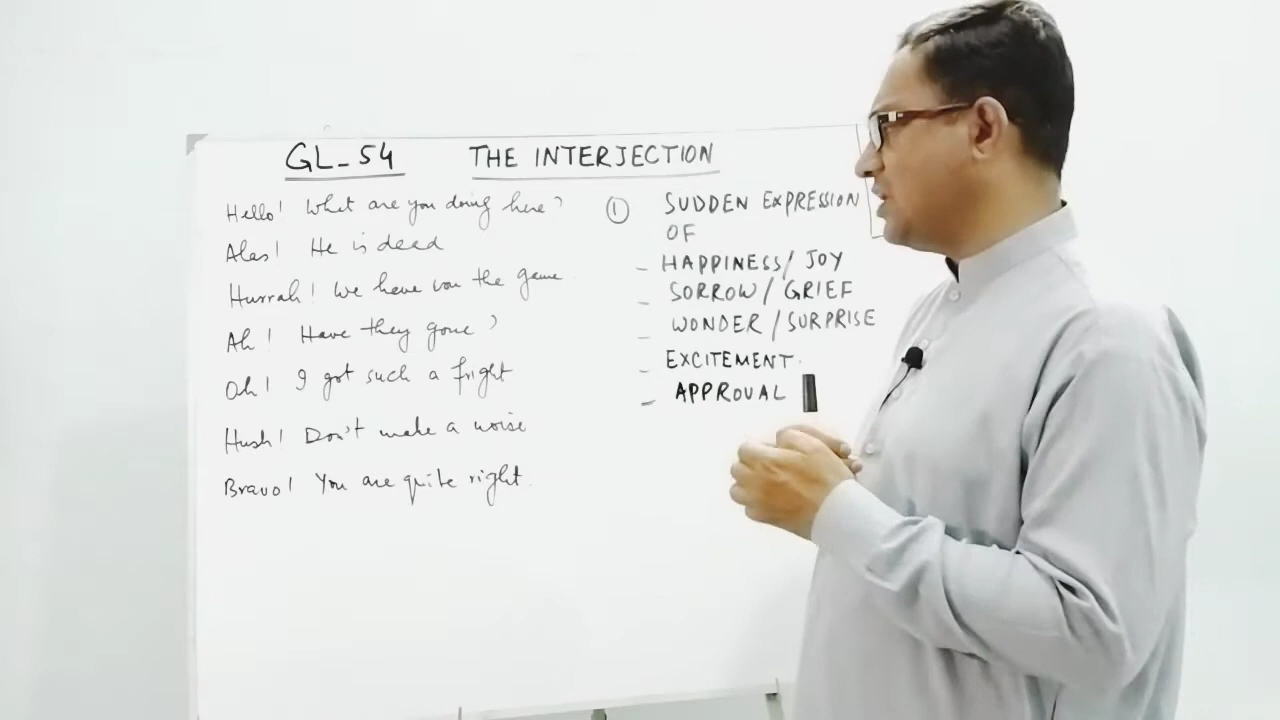 GL-54 THE INTERJECTION
Hello! What are you doing here?
Alas! He is dead
Hurrah! We have won the game
Ah! Have they gone?
Oh! I got such a fright
Hush! Don't make a noise
Bravo! You are quite right.
① SUDDEN EXPRESSION
OF
- HAPPINESS/ JOY
- SORROW/ GRIEF
- WONDER/SURPRISE
- EXCITEMENT.
- APPROVAL